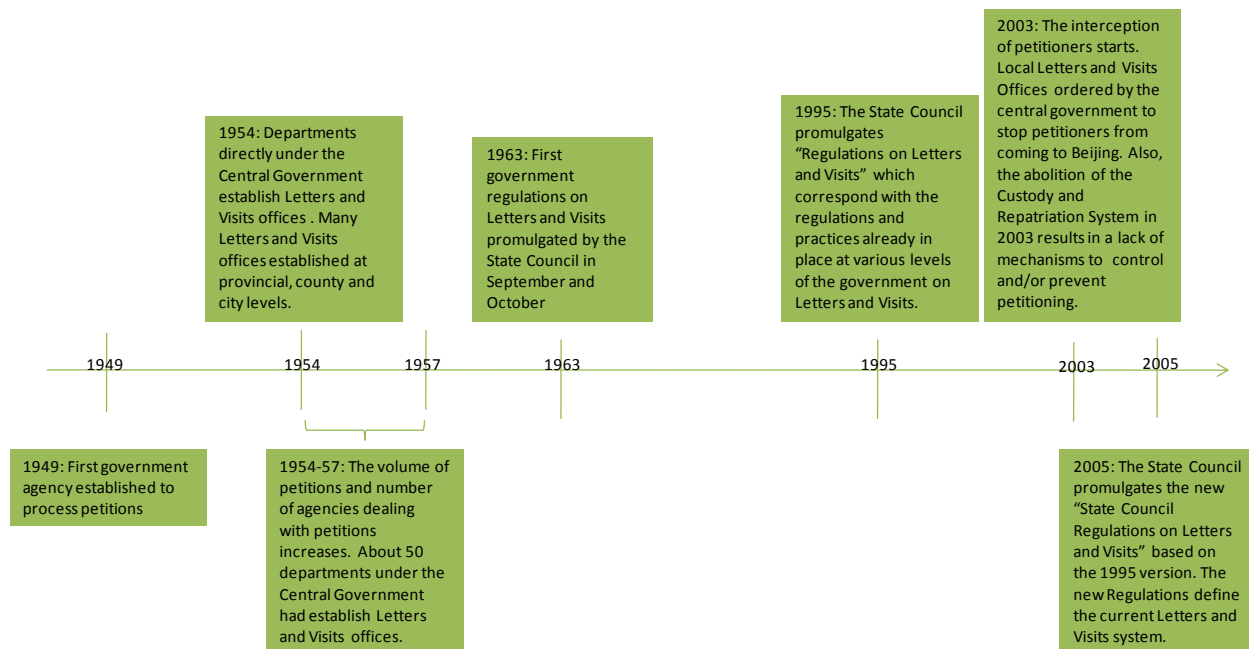 2003: The interception
of petitioners starts.
Local Letters and Visits
Offices ordered by the
central government to
stop petitioners from
coming to Beijing. Also,
the abolition of the
Custody and
Repatriation System in
2003 results in a lack of
mechanisms to control
and/or prevent
petitioning.
1995: The State Council
promulgates
“Regulations on Letters
and Visits” which
correspond with the
regulations and
practices already in
place at various levels
of the government on
Letters and Visits.
1954: Departments
directly under the
Central Government
establish Letters and
Visits offices . Many
Letters and Visits
offices established at
provincial, county and
city levels.
1963: First
government
regulations on
Letters and Visits
promulgated by the
State Council in
September and
October
1949
1954
1957
1963
1995
2003
2005
1949: First government
agency established to
process petitions
1954-57: The volume of
petitions and number
of agencies dealing
with petitions
increases. About 50
departments under the
Central Government
had establish Letters
and Visits offices.
2005: The State Council
promulgates the new
“State Council
Regulations on Letters
and Visits” based on
the 1995 version. The
new Regulations define
the current Letters and
Visits system.